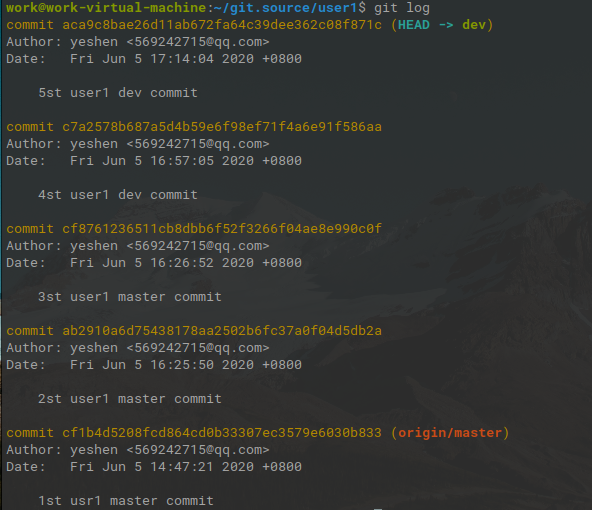 work@work-virtual-machine:~/git.source/user1$ git log
commit aca9c8bae26d11ab672fa64c39dee362c08f871c (HEAD -> dev)
Author: yeshen <569242715@qq.com>
Date:   Fri Jun 5 17:14:04 2020 +0800
5st user1 dev commit
commit c7a2578b687a5d4b59e6f98ef71f4a6e91f586aa
Author: yeshen <569242715@qq.com>
Date:   Fri Jun 5 16:57:05 2020 +0800
4st user1 dev commit
commit cf8761236511cb8dbb6f52f3266f04ae8e990c0f
Author: yeshen <569242715@qq.com>
Date:   Fri Jun 5 16:26:52 2020 +0800
3st user1 master commit
commit ab2910a6d75438178aa2502b6fc37a0f04d5db2a
Author: yeshen <569242715@qq.com>
Date:   Fri Jun 5 16:25:50 2020 +0800
2st user1 master commit
commit cf1b4d5208fcd864cd0b33307ec3579e6030b833 (origin/master)
Author: yeshen <569242715@qq.com>
Date:   Fri Jun 5 14:47:21 2020 +0800
1st usr1 master commit